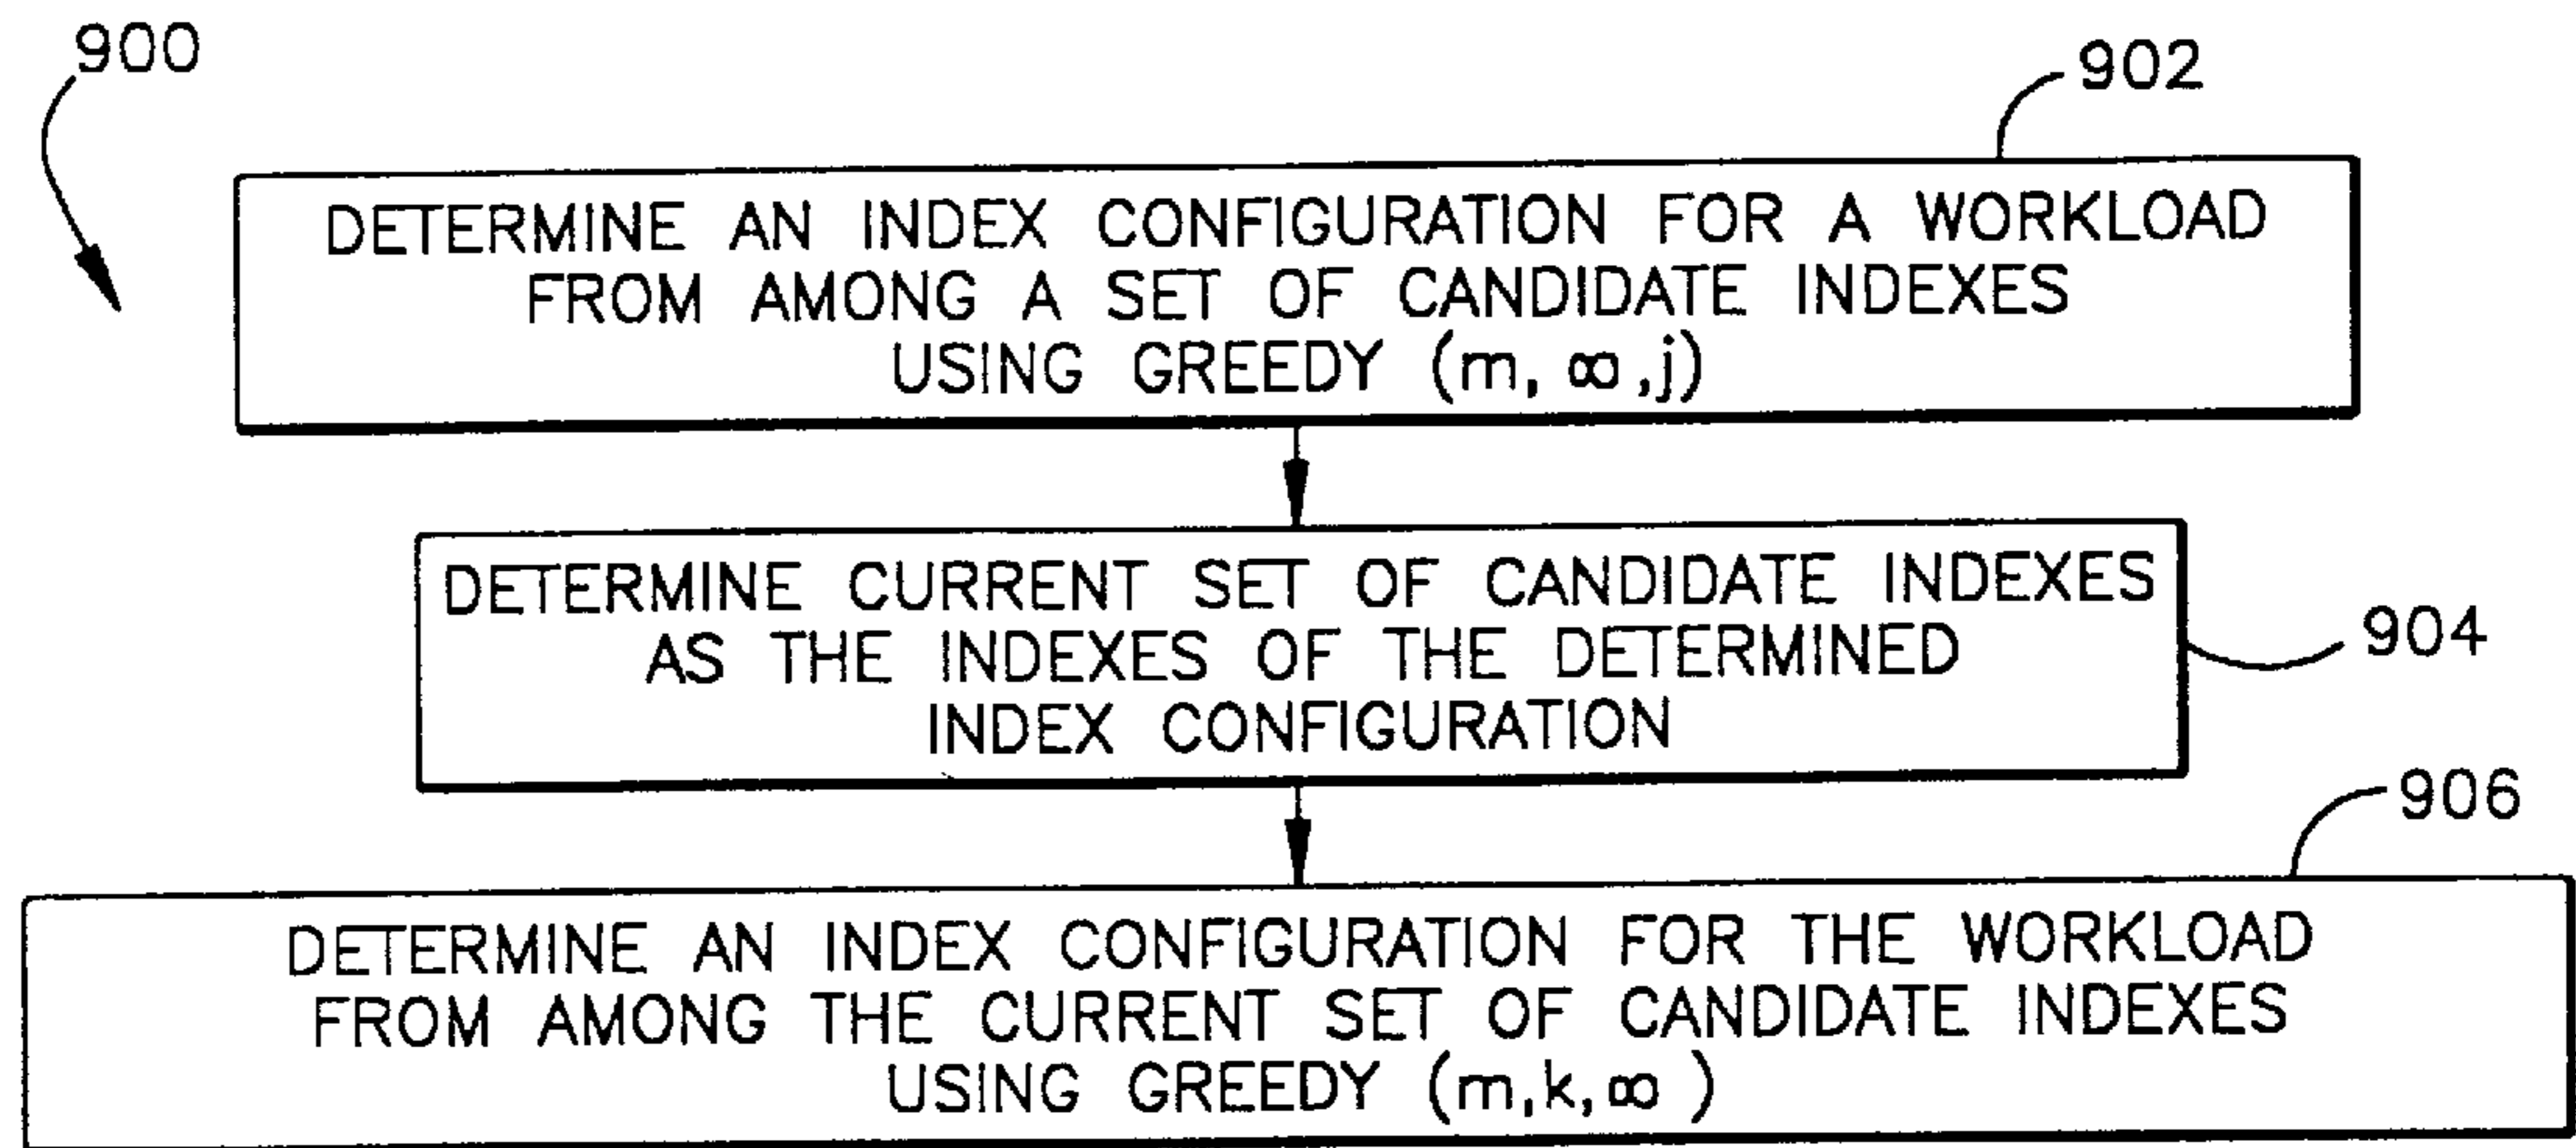 900
902
DETERMINE AN INDEX CONFIGURATION FOR A WORKLOAD
FROM AMONG A SET OF CANDIDATE INDEXES
USING GREEDY (m, ∞,j)
DETERMINE CURRENT SET OF CANDIDATE INDEXES
AS THE INDEXES OF THE DETERMINED
INDEX CONFIGURATION
904
906
DETERMINE AN INDEX CONFIGURATION FOR THE WORKLOAD
FROM AMONG THE CURRENT SET OF CANDIDATE INDEXES
USING GREEDY (m,k,∞ )